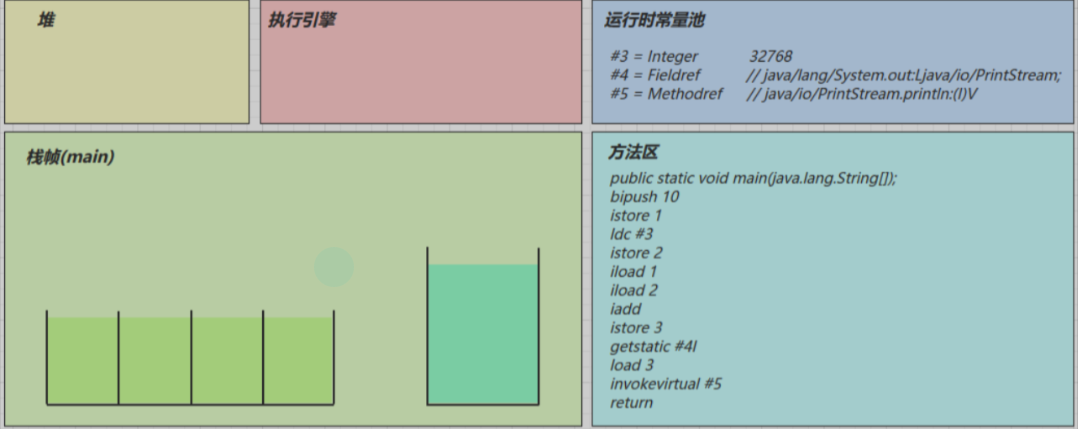 堆
执行引擎
运行时常量池
#3 = Integer 32768
#4 = Fieldref // java/lang/System.out:Ljava/io/PrintStream;
#5 = Methodref // java/io/PrintStream.println:(I)V
栈帧(main)
方法区
public static void main(java.lang.String[]);
bipush 10
istore 1
ldc #3
istore 2
iload 1
iload 2
iadd
istore 3
getstatic #4I
load 3
invokevirtual #5
return